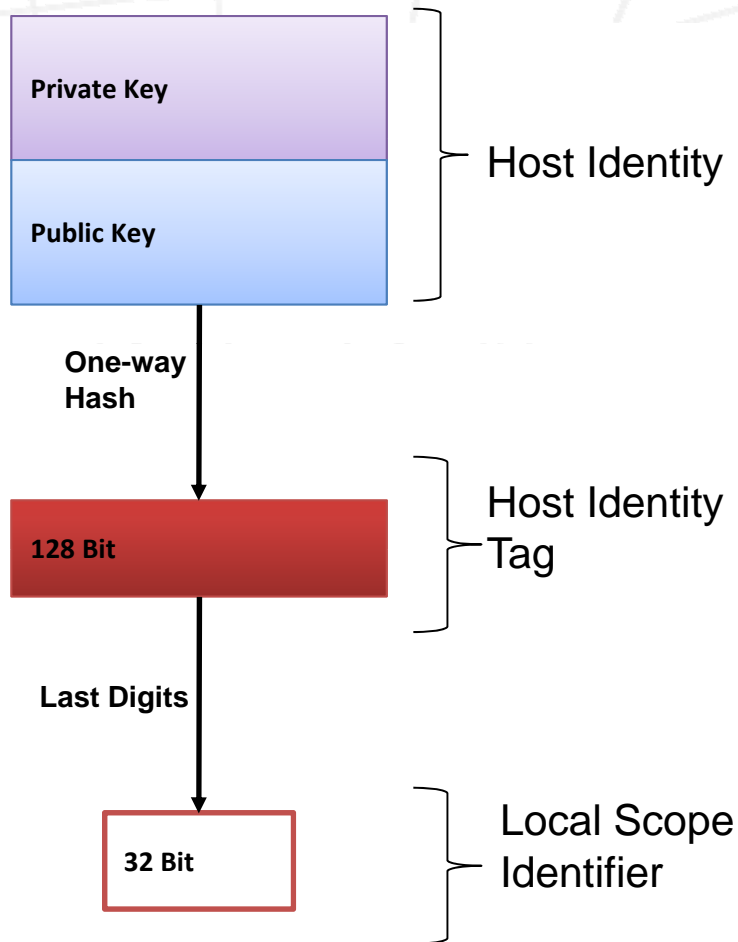 Private Key
Host Identity
Public Key
One-way
Hash
Host Identity
Tag
128 Bit
Last Digits
Local Scope
Identifier
32 Bit